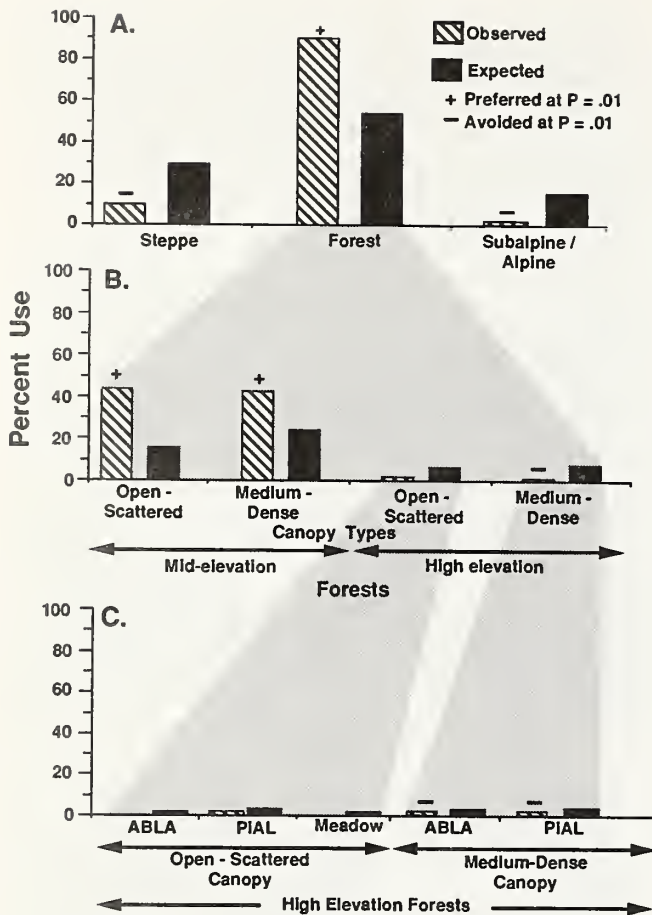 A.
Observed
Expected
+ Preferred at P = .01
− Avoided at P = .01
100
80
60
40
20
0
−
+
−
Steppe
Forest
Subalpine /
Alpine
Percent Use
B.
100
80
60
40
20
0
+
+
−
Open -
Scattered
Medium -
Dense
Open -
Scattered
Medium -
Dense
Canopy Types
Mid-elevation
High elevation
Forests
C.
100
80
60
40
20
0
−
−
ABLA
PIAL
Meadow
ABLA
PIAL
Open - Scattered
Canopy
Medium-Dense
Canopy
High Elevation Forests